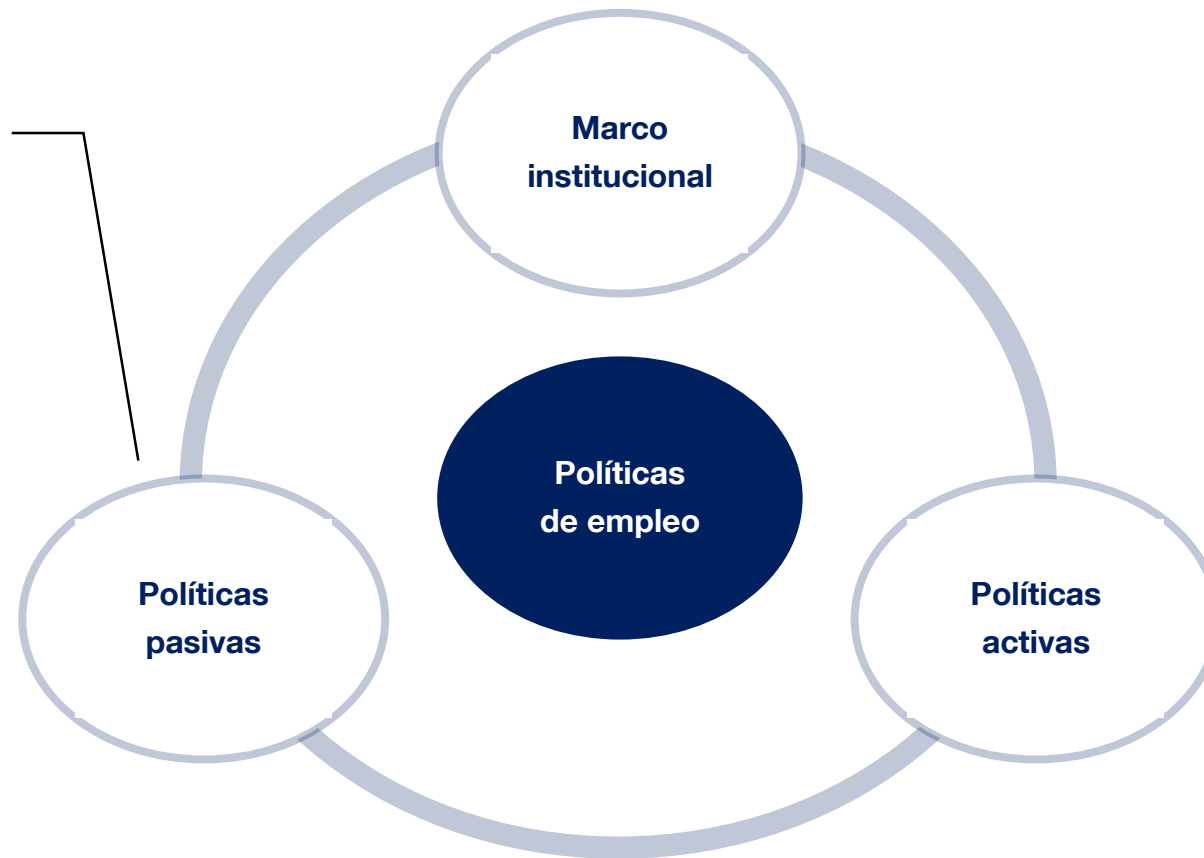 Marco
institucional
Políticas
de empleo
Políticas
pasivas
Políticas
activas